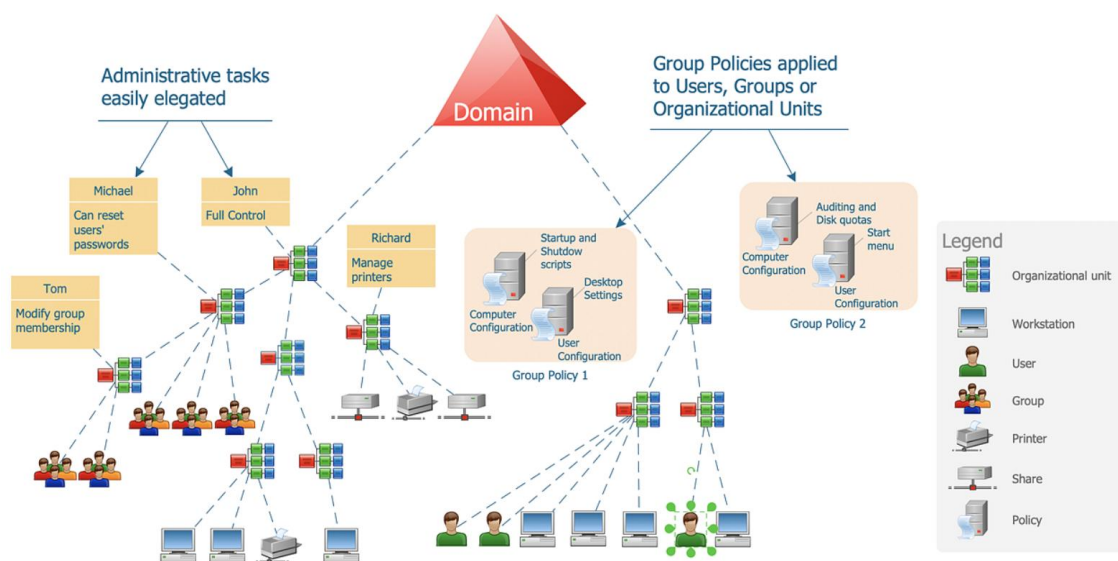 Administrative tasks
easily elegated
Domain
Group Policies applied
to Users, Groups or
Organizational Units
Michael
Can reset
users'
passwords
John
Full Control
Richard
Manage
printers
Tom
Modify group
membership
Startup and
Shutdow
scripts
Desktop
Settings
Computer
Configuration
User
Configuration
Group Policy 1
Auditing and
Disk quotas
Start
menu
Computer
Configuration
User
Configuration
Group Policy 2
Legend
Organizational unit
Workstation
User
Group
Printer
Share
Policy